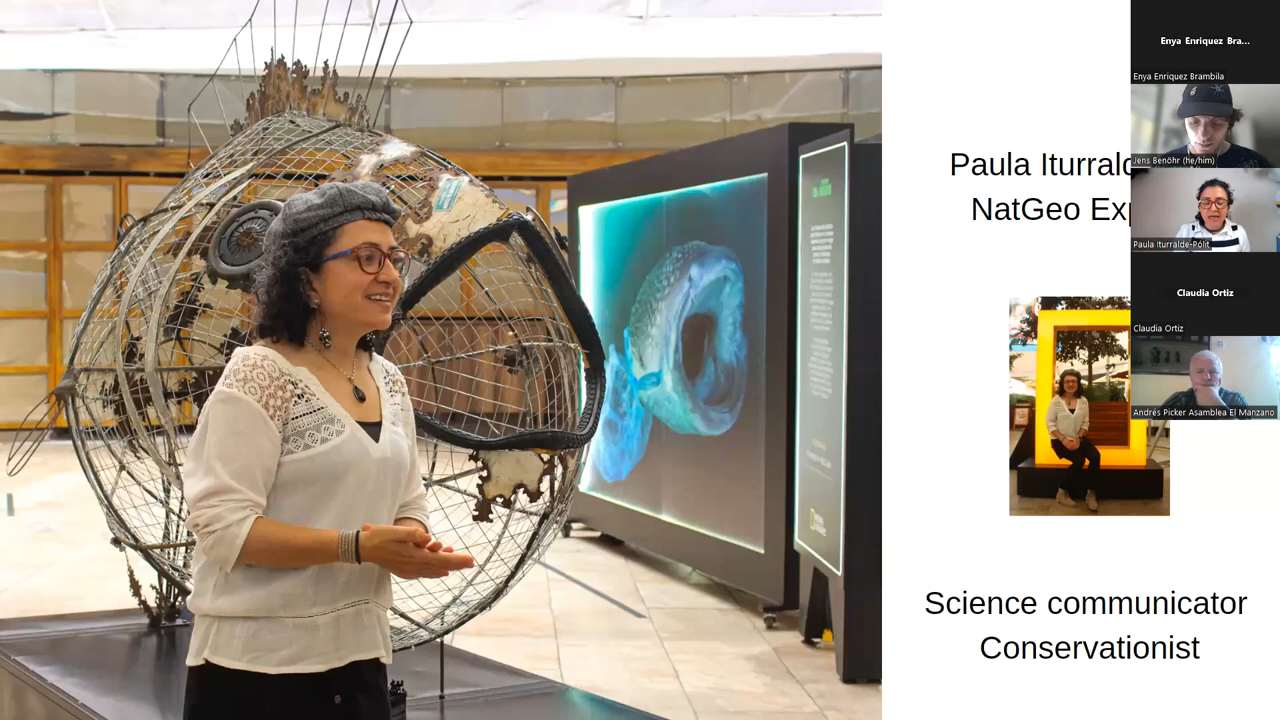 Paula Iturrald
NatGeo Exp
Science communicator
Conservationist
Enya Enriquez Bra...
Enya Enriquez Brambila
Jens Benöhr (he/him)
Paula Iturralde-Pólit
Claudia Ortiz
Claudia Ortiz
Andrés Picker Asamblea El Manzano